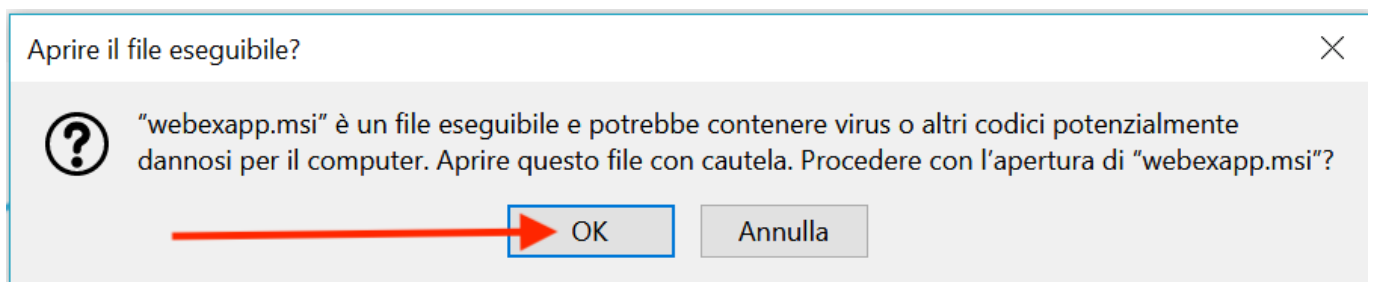 Aprire il file eseguibile?
“webexapp.msi” è un file eseguibile e potrebbe contenere virus o altri codici potenzialmente
dannosi per il computer. Aprire questo file con cautela. Procedere con l’apertura di “webexapp.msi”?
OK Annulla